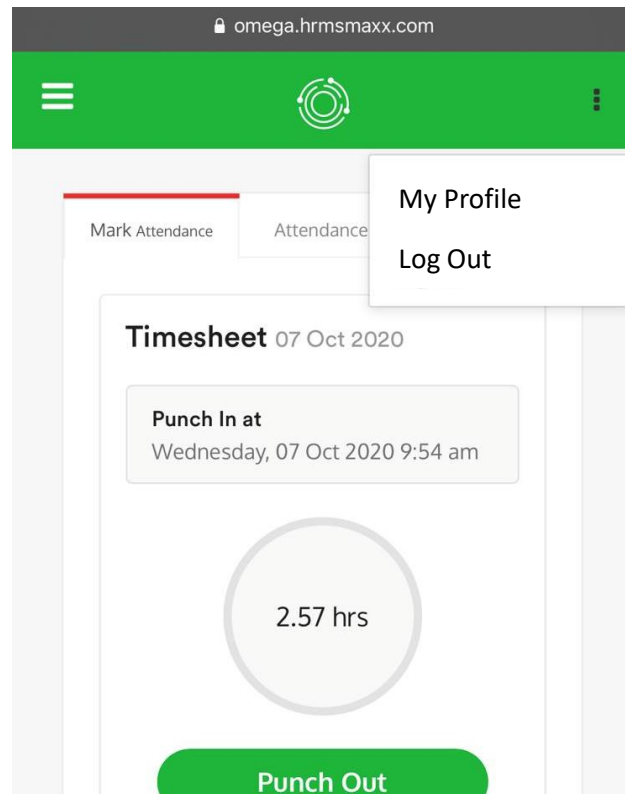 omega.hrmsmaxx.com
My Profile
Log Out
Mark Attendance
Attendance
Timesheet 07 Oct 2020
Punch In at
Wednesday, 07 Oct 2020 9:54 am
2.57 hrs
Punch Out